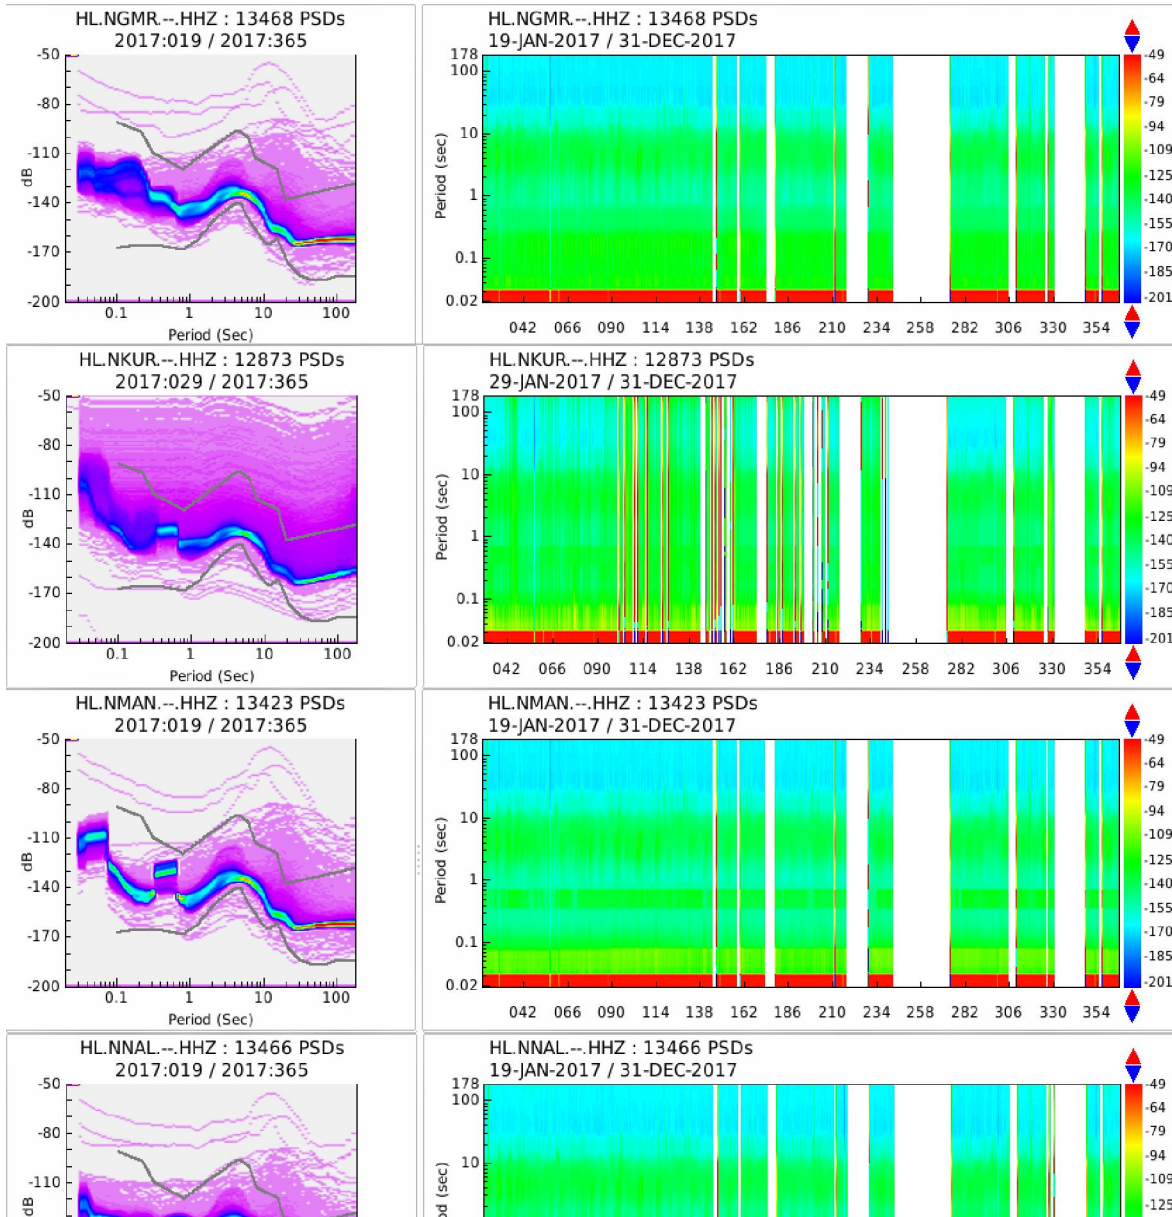 HL.NGMR.--.HHZ : 13468 PSDs
2017:019 / 2017:365
-50
-80
-110
-140
-170
-200
dB
0.1 1 10 100
Period (Sec)
HL.NGMR.--.HHZ : 13468 PSDs
19-JAN-2017 / 31-DEC-2017
178
100
10
1
0.1
0.02
Period (sec)
042 066 090 114 138 162 186 210 234 258 282 306 330 354
-49
-64
-79
-94
-109
-125
-140
-155
-170
-185
-201
HL.NKUR.--.HHZ : 12873 PSDs
2017:029 / 2017:365
-50
-80
-110
-140
-170
-200
dB
0.1 1 10 100
Period (Sec)
HL.NKUR.--.HHZ : 12873 PSDs
29-JAN-2017 / 31-DEC-2017
178
100
10
1
0.1
0.02
Period (sec)
042 066 090 114 138 162 186 210 234 258 282 306 330 354
-49
-64
-79
-94
-109
-125
-140
-155
-170
-185
-201
HL.NMAN.--.HHZ : 13423 PSDs
2017:019 / 2017:365
-50
-80
-110
-140
-170
-200
dB
0.1 1 10 100
Period (Sec)
HL.NMAN.--.HHZ : 13423 PSDs
19-JAN-2017 / 31-DEC-2017
178
100
10
1
0.1
0.02
Period (sec)
042 066 090 114 138 162 186 210 234 258 282 306 330 354
-49
-64
-79
-94
-109
-125
-140
-155
-170
-185
-201
HL.NNAL.--.HHZ : 13466 PSDs
2017:019 / 2017:365
-50
-80
-110
dB
HL.NNAL.--.HHZ : 13466 PSDs
19-JAN-2017 / 31-DEC-2017
178
100
10
od (sec)
-49
-64
-79
-94
-109
-125